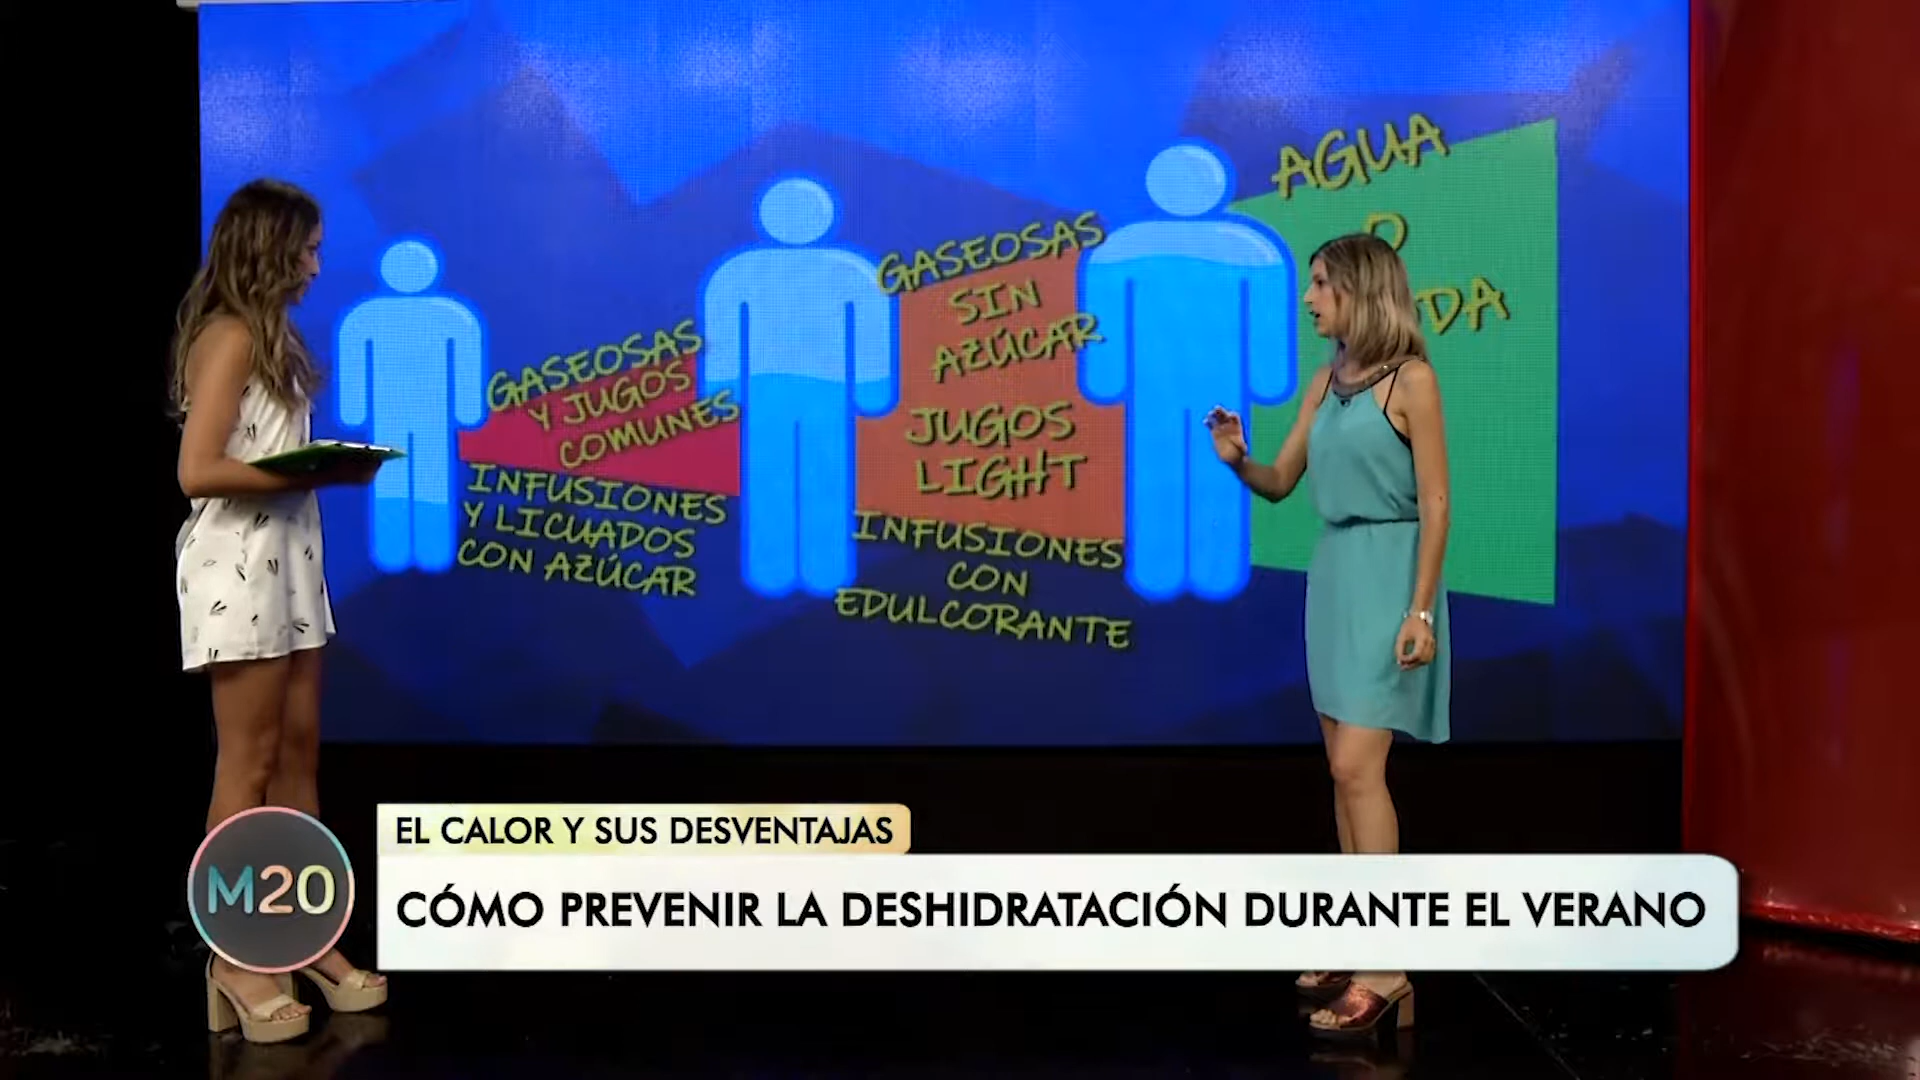 GASEOSAS
Y JUGOS
COMUNES
INFUSIONES
Y LICUADOS
CON AZÚCAR
GASEOSAS
SIN
AZÚCAR
JUGOS
LIGHT
INFUSIONES
CON
EDULCORANTE
AGUA
O
EL CALOR Y SUS DESVENTAJAS
M20
CÓMO PREVENIR LA DESHIDRATACIÓN DURANTE EL VERANO